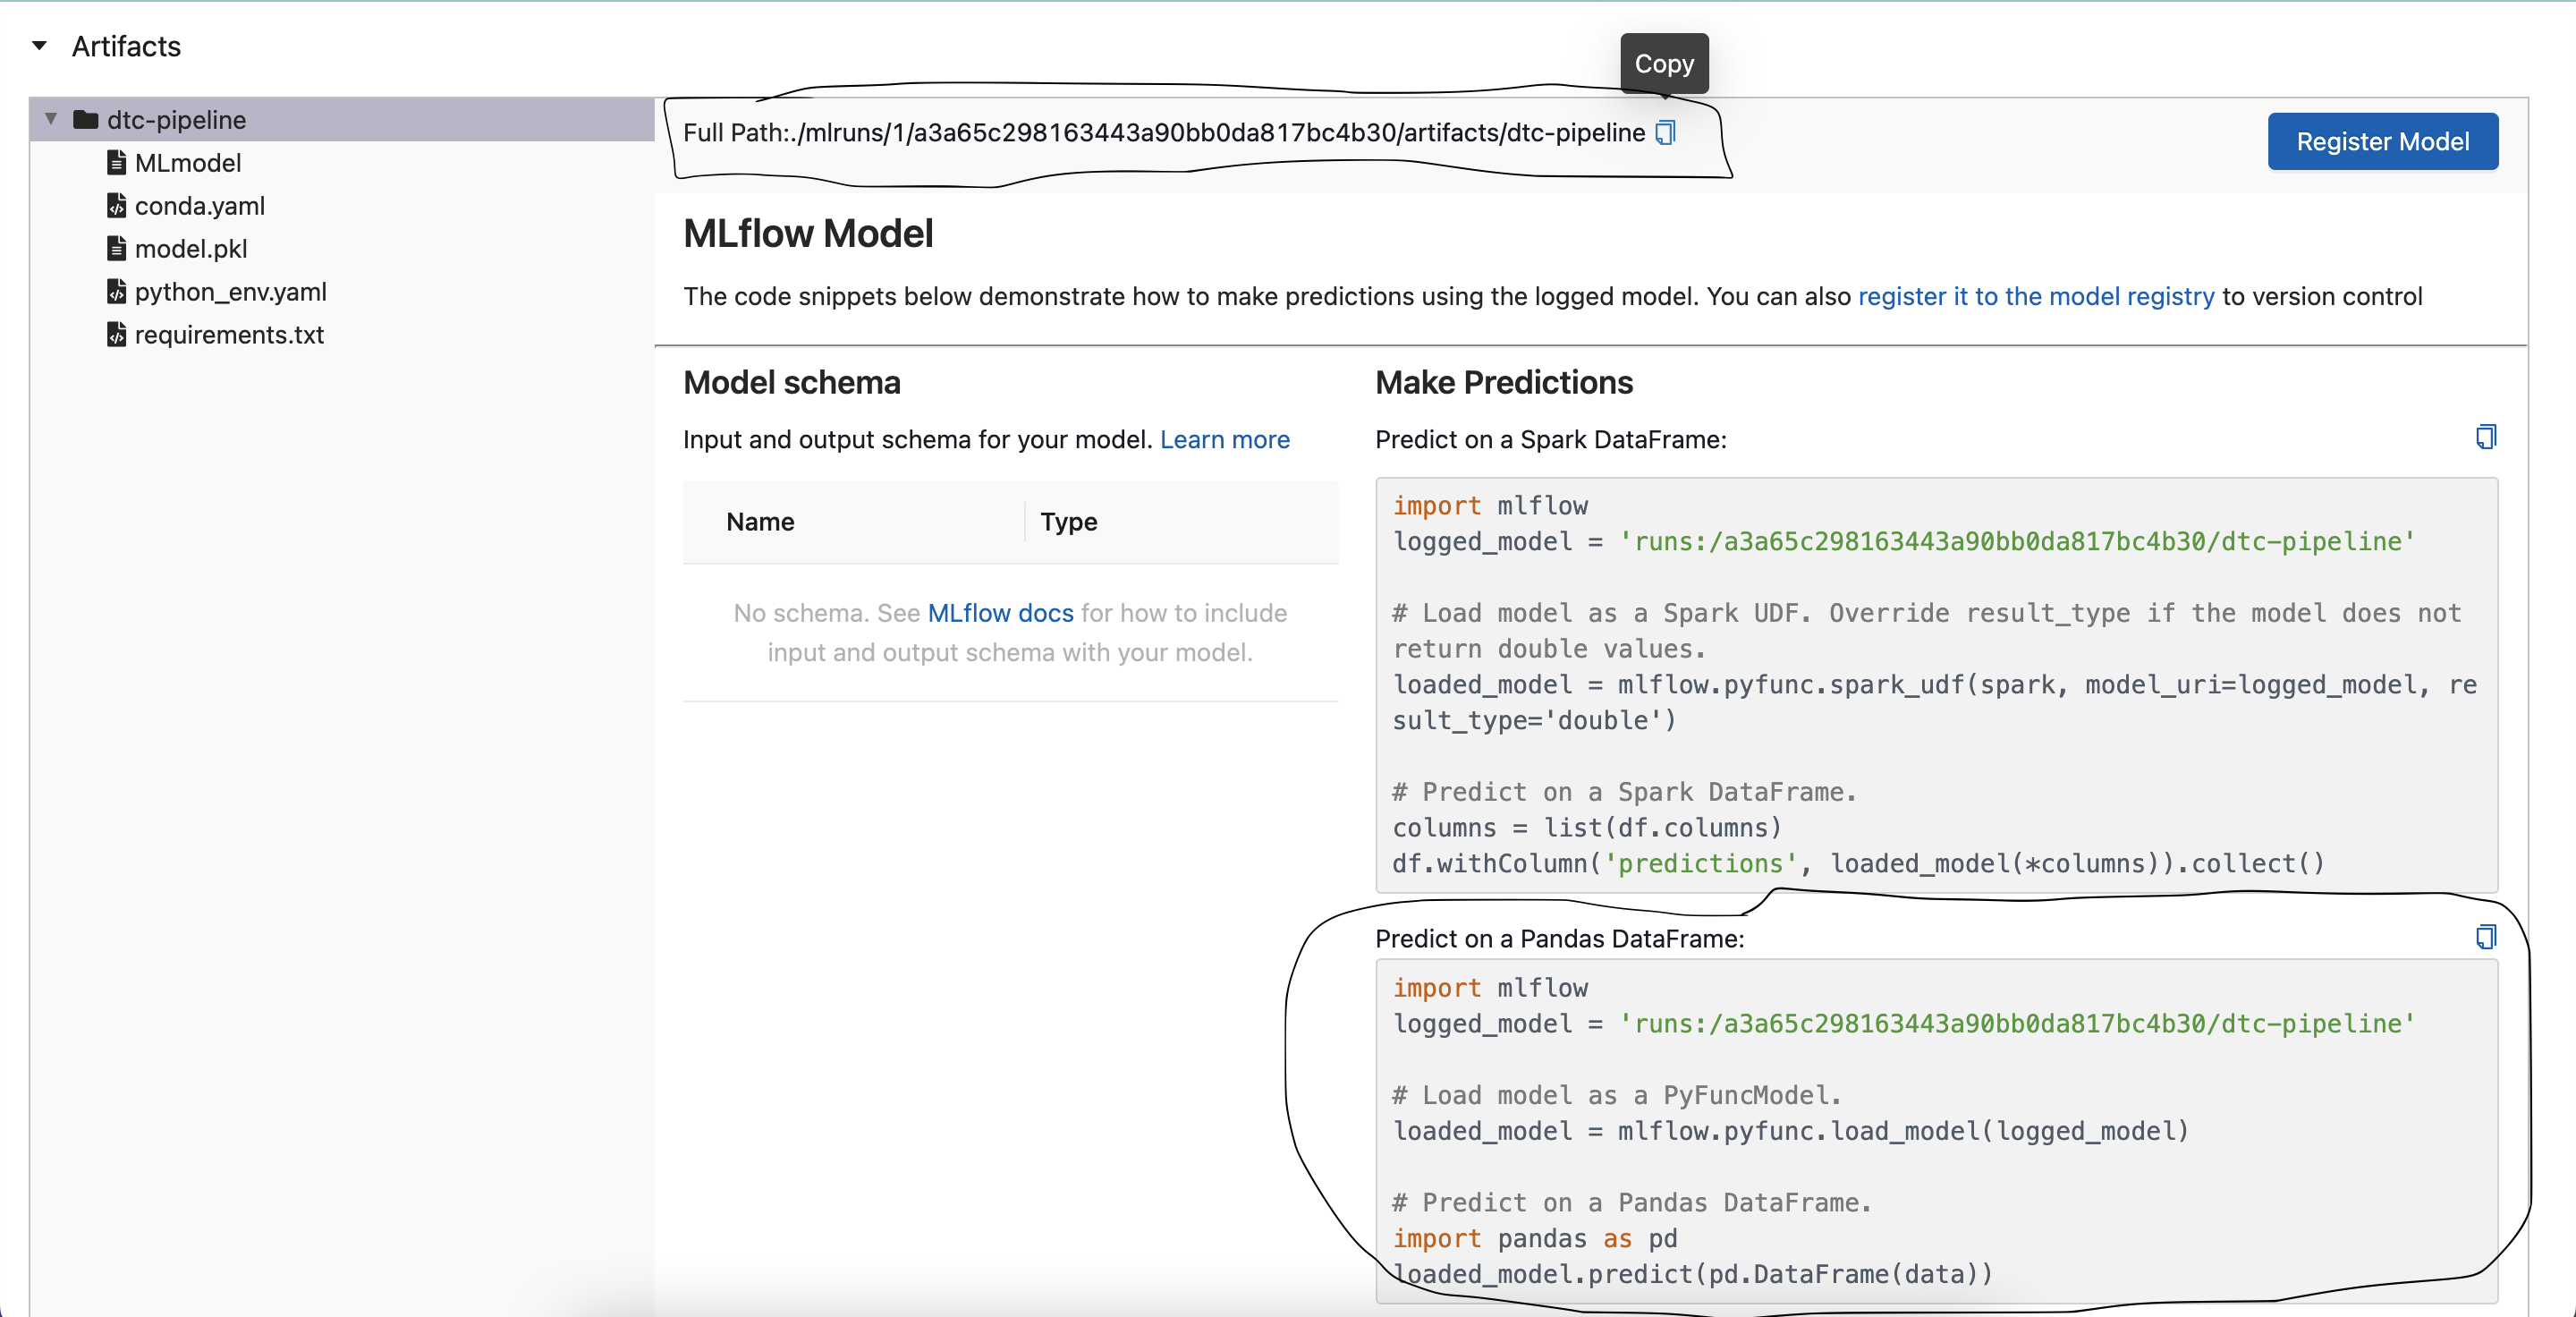 Artifacts
Copy
dtc-pipeline
MLmodel
conda.yaml
model.pkl
python_env.yaml
requirements.txt
Full Path:./mlruns/1/a3a65c298163443a90bb0da817bc4b30/artifacts/dtc-pipeline
Register Model
MLflow Model
The code snippets below demonstrate how to make predictions using the logged model. You can also register it to the model registry to version control
Model schema
Input and output schema for your model. Learn more
Name Type
No schema. See MLflow docs for how to include
input and output schema with your model.
Make Predictions
Predict on a Spark DataFrame:
import mlflow
logged_model = 'runs:/a3a65c298163443a90bb0da817bc4b30/dtc-pipeline'
# Load model as a Spark UDF. Override result_type if the model does not
return double values.
loaded_model = mlflow.pyfunc.spark_udf(spark, model_uri=logged_model, re
sult_type='double')
# Predict on a Spark DataFrame.
columns = list(df.columns)
df.withColumn('predictions', loaded_model(*columns)).collect()
Predict on a Pandas DataFrame:
import mlflow
logged_model = 'runs:/a3a65c298163443a90bb0da817bc4b30/dtc-pipeline'
# Load model as a PyFuncModel.
loaded_model = mlflow.pyfunc.load_model(logged_model)
# Predict on a Pandas DataFrame.
import pandas as pd
loaded_model.predict(pd.DataFrame(data))